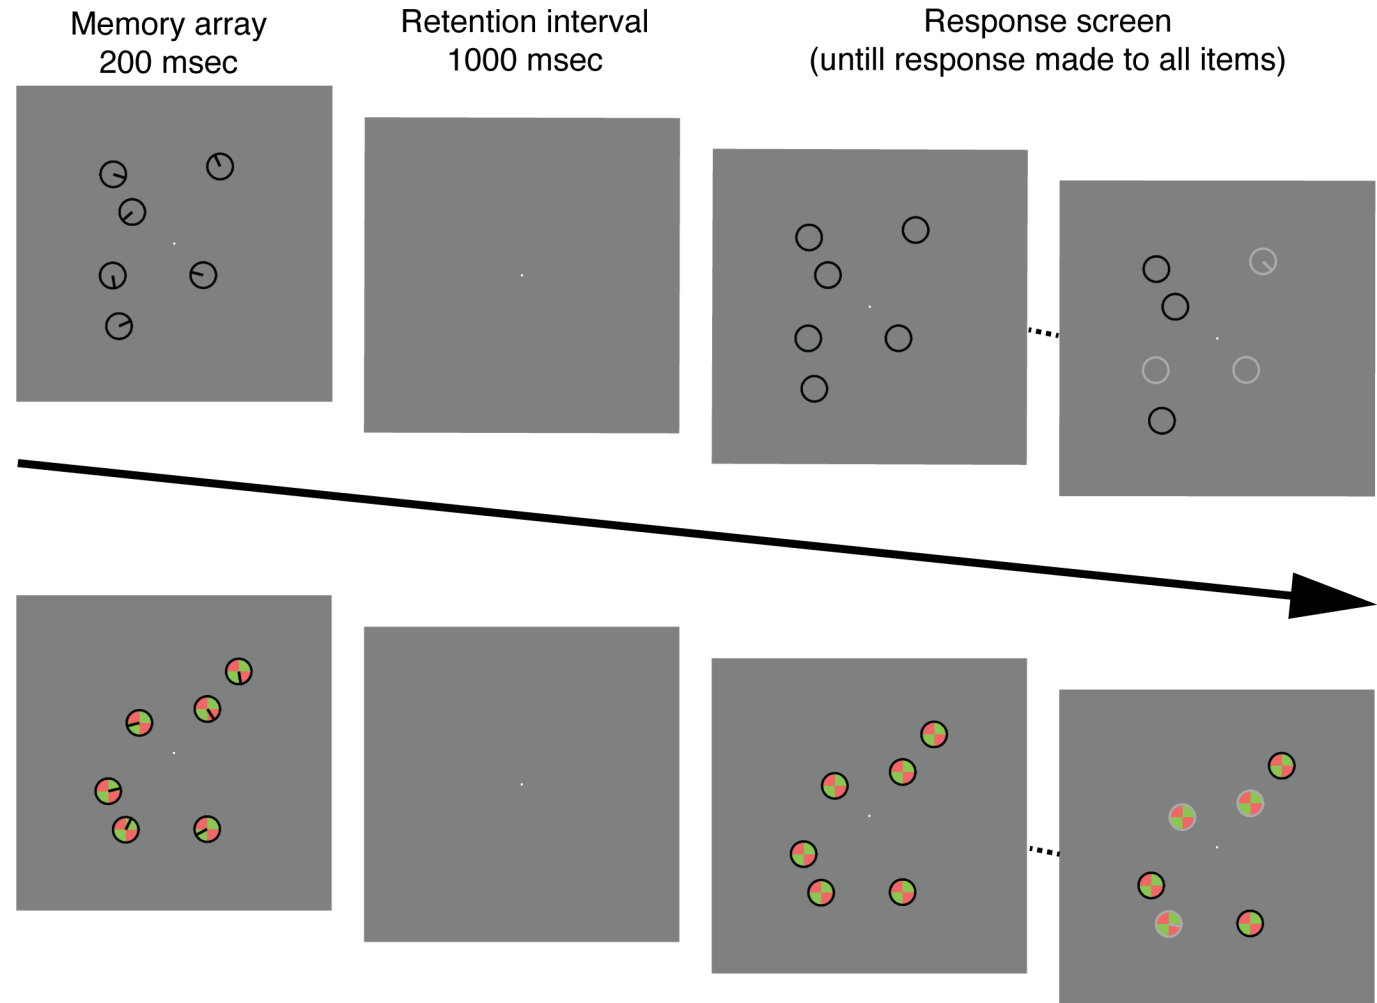 Memory array
200 msec
Retention interval
1000 msec
Response screen
(untill response made to all items)